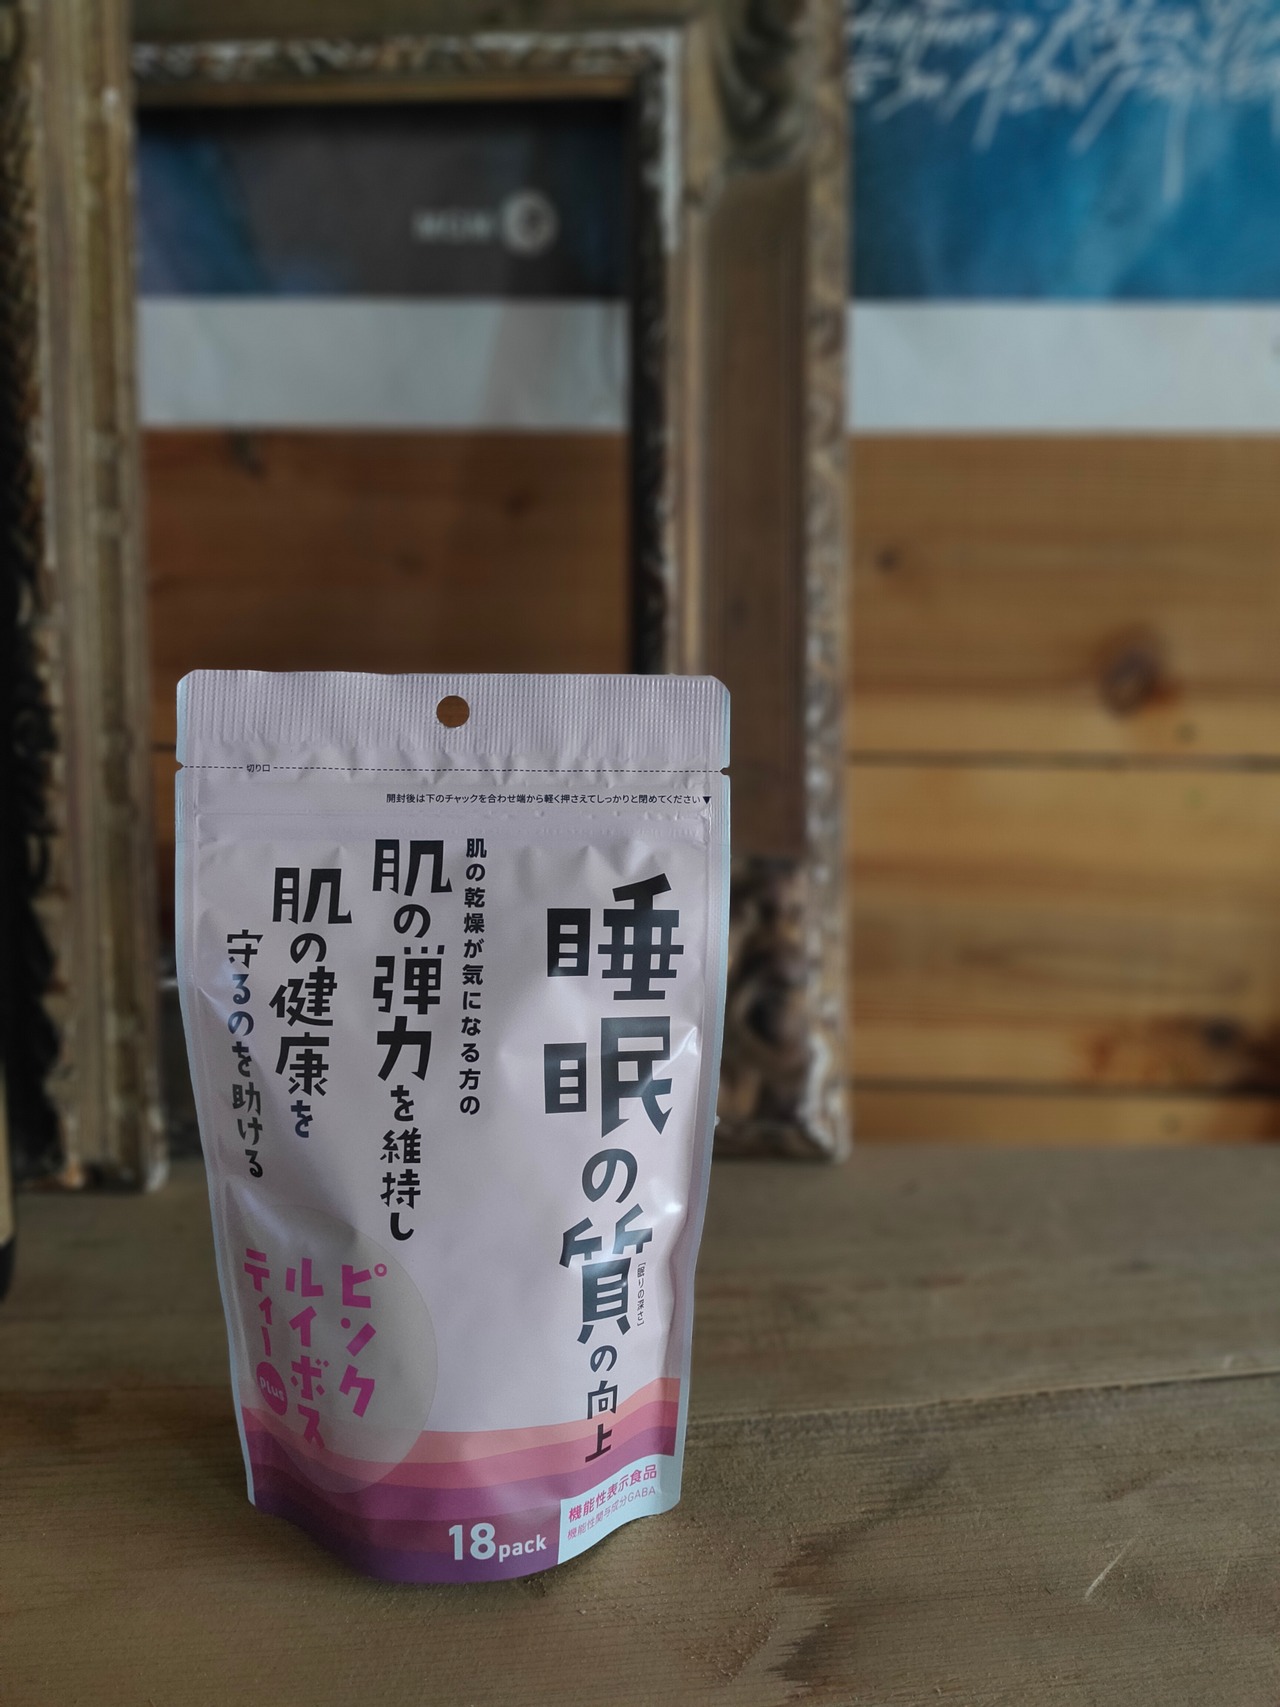 切り口
開封後は下のチャックを合わせ端から軽く押さえてしっかりと閉めてください▼
睡眠の質の向上
[眠りの深さ]
肌の乾燥が気になる方の
肌の弾力を維持し
肌の健康を
守るのを助ける
ピンク
ルイボス
ティー
Plus
18pack
機能性表示食品
機能性関与成分GABA